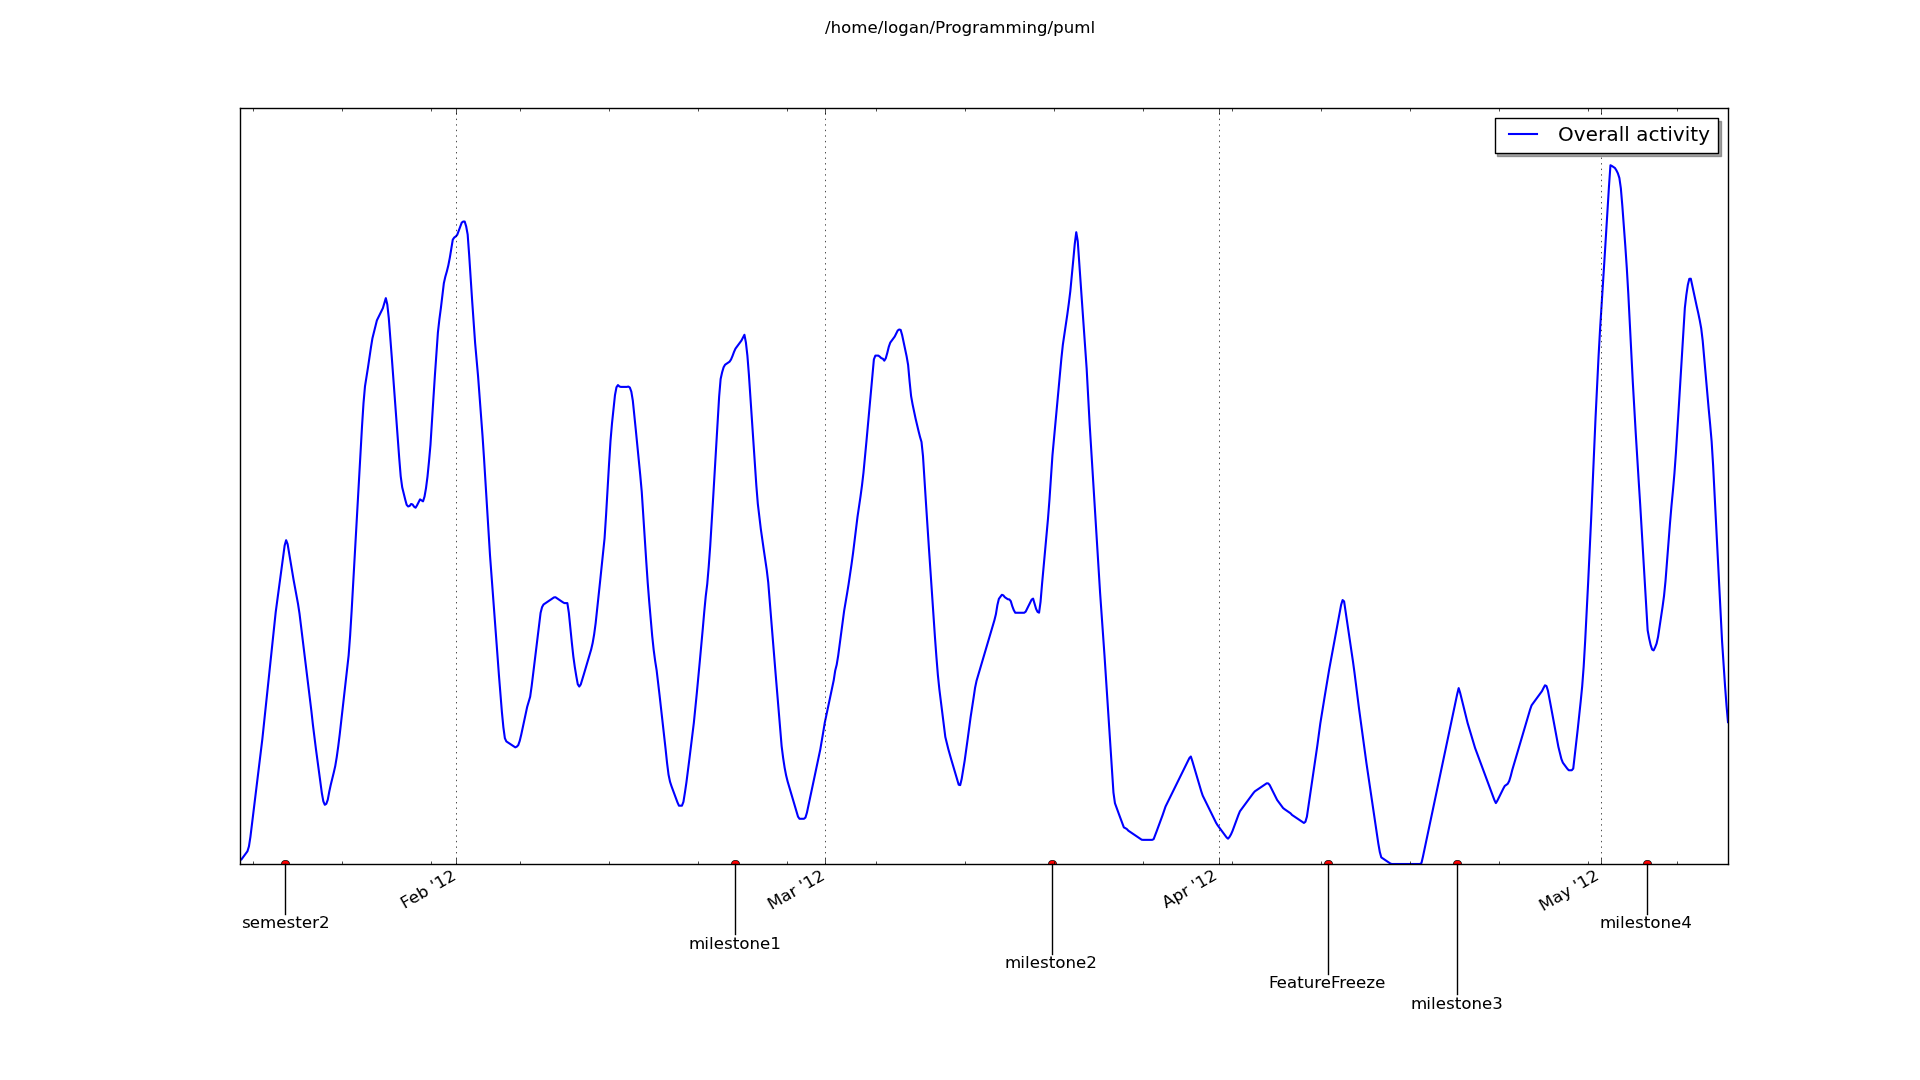 /home/logan/Programming/puml
Overall activity
Feb '12
Mar '12
Apr '12
May '12
semester2
milestone1
milestone2
FeatureFreeze
milestone3
milestone4